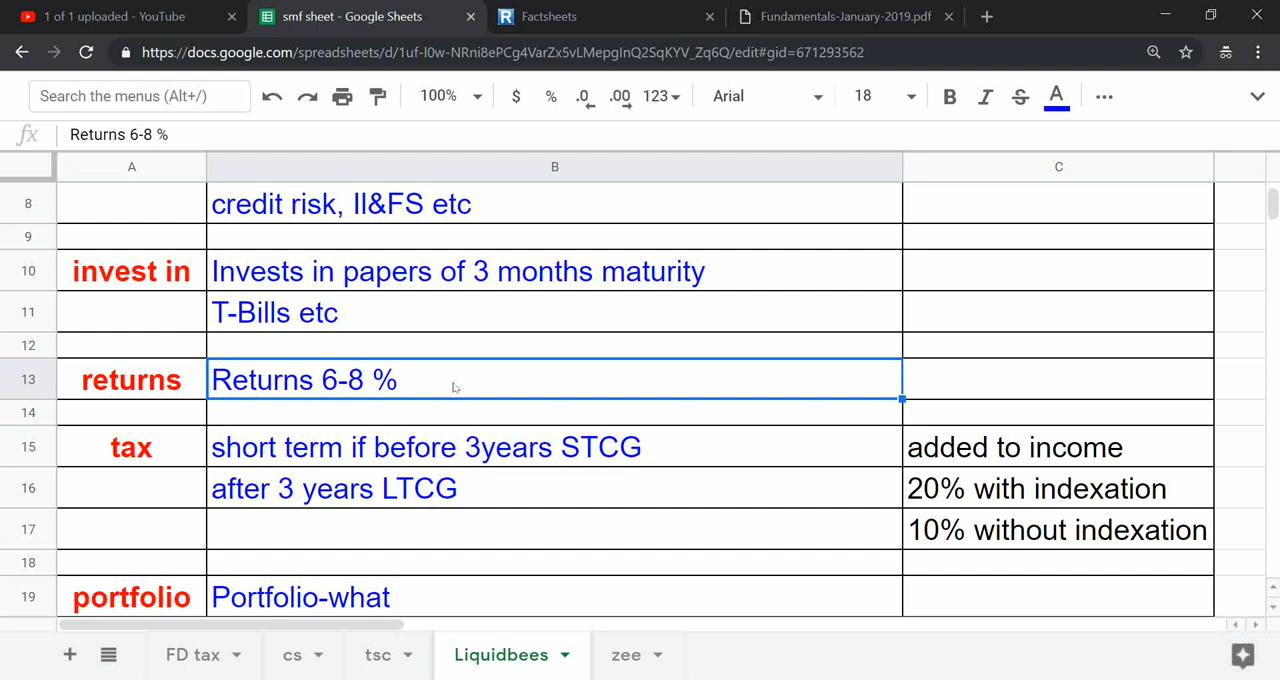 1 of 1 uploaded - YouTube
smf sheet - Google Sheets
Factsheets
Fundamentals-January-2019.pdf
https://docs.google.com/spreadsheets/d/1uf-I0w-NRni8ePCg4VarZx5vLMepgInQ2SqKYV_Zq6Q/edit#gid=671293562
Search the menus (Alt+/) 100% $ % .0 .00 123 Arial 18 B I S A
fx Returns 6-8 %
A B C
8 credit risk, II&FS etc
9
10 invest in Invests in papers of 3 months maturity
11 T-Bills etc
12
13 returns Returns 6-8 %
14
15 tax short term if before 3years STCG added to income
16 after 3 years LTCG 20% with indexation
17 10% without indexation
18
19 portfolio Portfolio-what
FD tax cs tsc Liquidbees zee